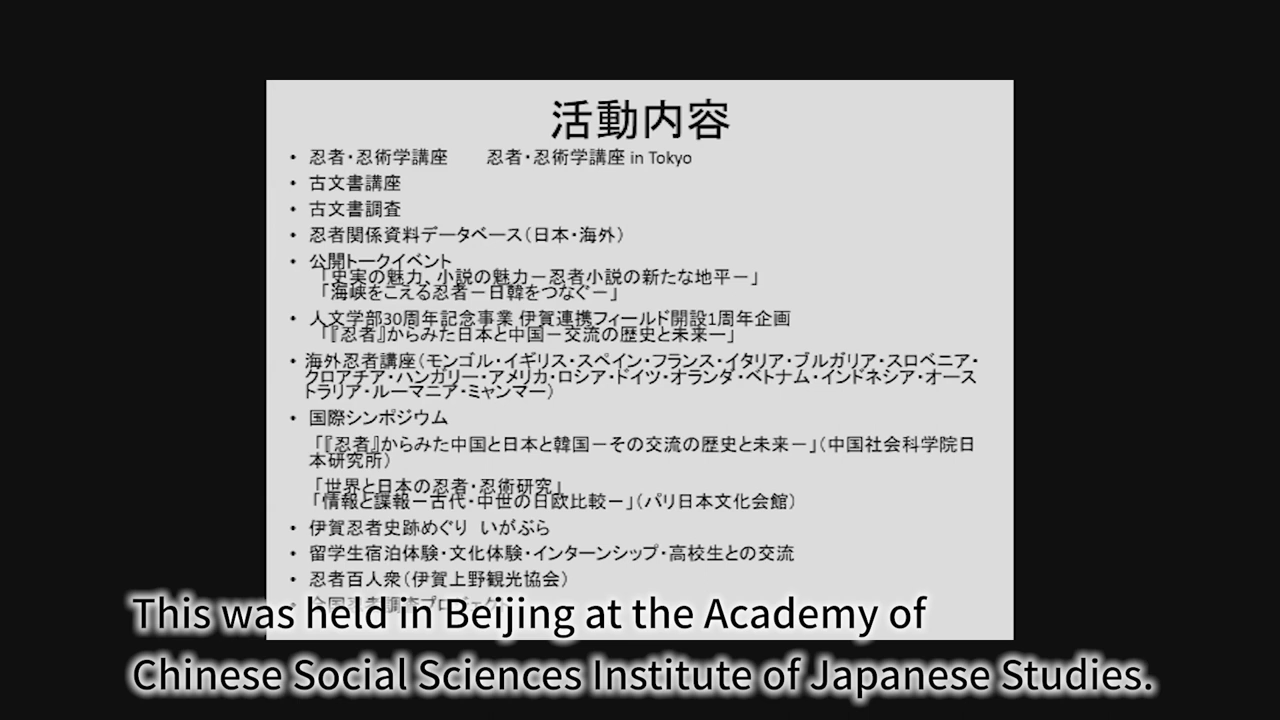 活動内容
• 忍者・忍術学講座 忍者・忍術学講座 in Tokyo
• 古文書講座
• 古文書調査
• 忍者関係資料データベース（日本・海外）
• 公開トークイベント
「史実の魅力、小説の魅力－忍者小説の新たな地平－」
「海峡をこえる忍者－日韓をつなぐ－」
• 人文学部30周年記念事業 伊賀連携フィールド開設1周年企画
「『忍者』からみた日本と中国－交流の歴史と未来－」
• 海外忍者講座（モンゴル・イギリス・スペイン・フランス・イタリア・ブルガリア・スロベニア・
クロアチア・ハンガリー・アメリカ・ロシア・ドイツ・オランダ・ベトナム・インドネシア・オース
トラリア・ルーマニア・ミャンマー）
• 国際シンポジウム
「『忍者』からみた中国と日本と韓国－その交流の歴史と未来－」（中国社会科学院日
本研究所）
「世界と日本の忍者・忍術研究」
「情報と諜報－古代・中世の日欧比較－」（パリ日本文化会館）
• 伊賀忍者史跡めぐり いがぶら
• 留学生宿泊体験・文化体験・インターンシップ・高校生との交流
• 忍者百人衆（伊賀上野観光協会）
This was held in Beijing at the Academy of
Chinese Social Sciences Institute of Japanese Studies.